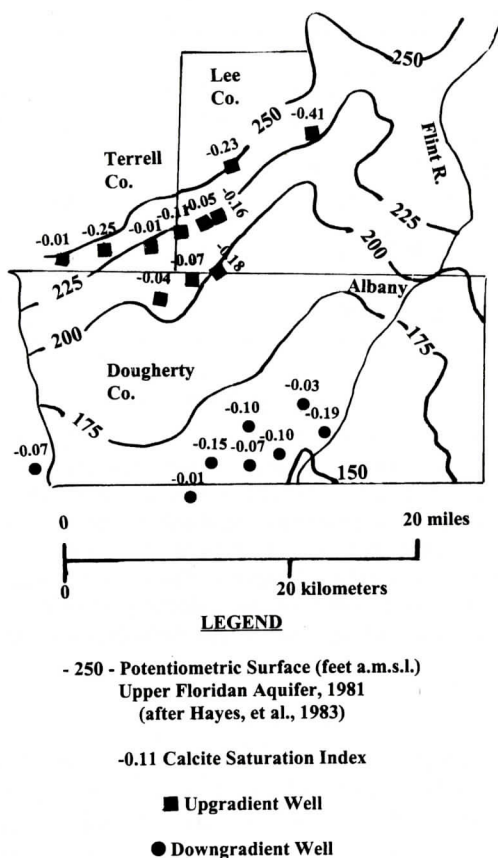 250
Lee
Co.
250
-0.41
Flint R.
-0.23
Terrell
Co.
-0.05
-0.11
-0.16
-0.01
-0.25
-0.01
225
-0.18
200
-0.07
225
-0.04
Albany
200
Dougherty
Co.
175
-0.03
175
-0.10
-0.19
-0.07
-0.15
-0.07
-0.10
150
-0.01
0
20 miles
0
20 kilometers
LEGEND
- 250 - Potentiometric Surface (feet a.m.s.l.)
Upper Floridan Aquifer, 1981
(after Hayes, et al., 1983)
-0.11 Calcite Saturation Index
Upgradient Well
Downgradient Well